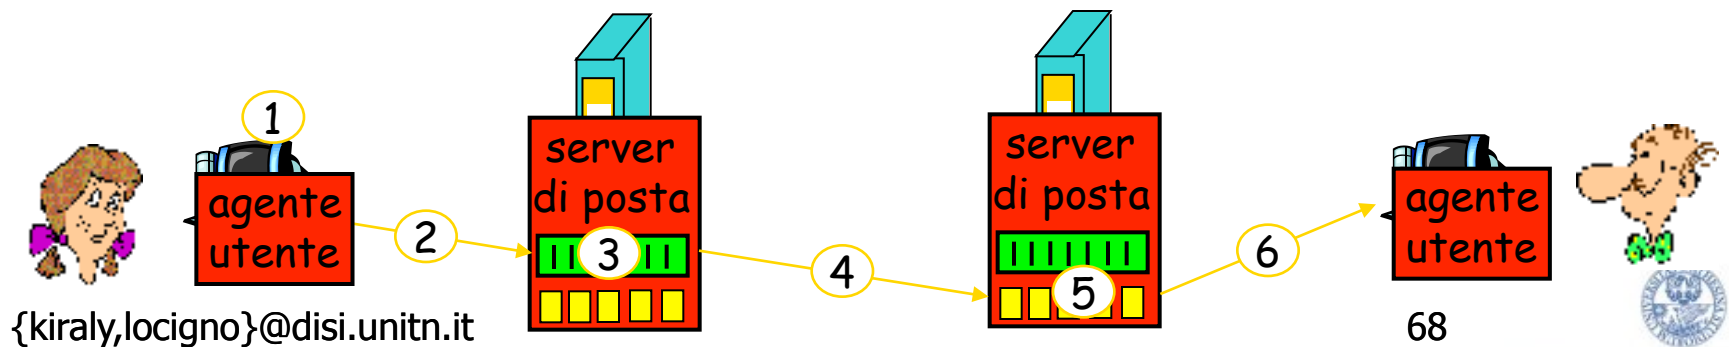 1
agente
utente
2
server
di posta
3
4
server
di posta
5
6
agente
utente
{kiraly,locigno}@disi.unitn.it
68